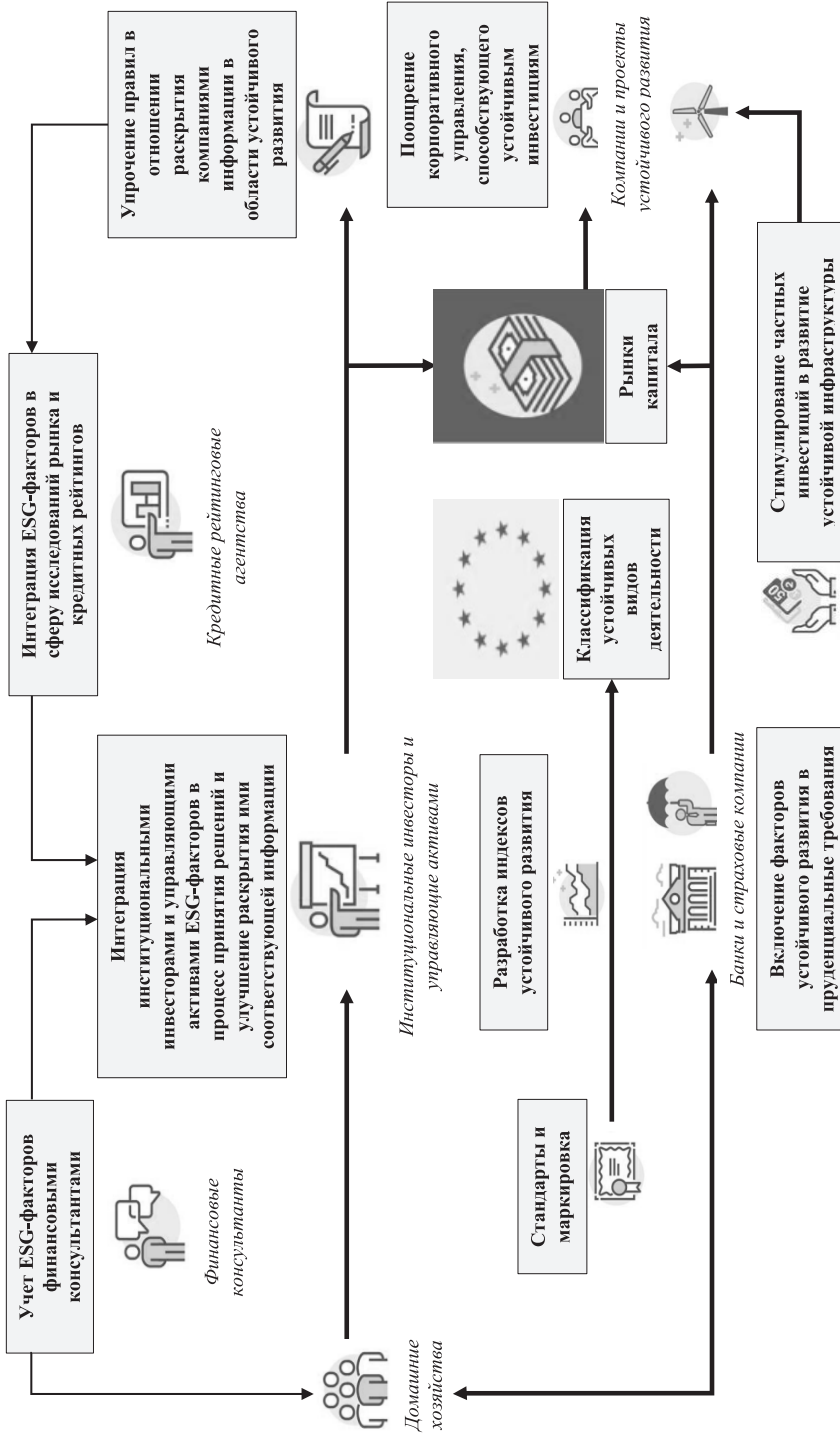 Учет ESG-факторов
финансовыми
консультантами
Финансовые
консультанты
Домашние
хозяйства
Интеграция
институциональными
инвесторами и управляющими
активами ESG-факторов в
процесс принятия решений и
улучшение раскрытия ими
соответствующей информации
Институциональные инвесторы и
управляющие активами
Интеграция ESG-факторов в
сферу исследований рынка и
кредитных рейтингов
Кредитные рейтинговые
агентства
Упрочение правил в
отношении
раскрытия
компаниями
информации в
области устойчивого
развития
Поощрение
корпоративного
управления,
способствующего
устойчивым
инвестициям
Компании и проекты
устойчивого развития
Рынки
капитала
Стандарты и
маркировка
Разработка индексов
устойчивого развития
Классификация
устойчивых
видов
деятельности
Банки и страховые компании
Включение факторов
устойчивого развития в
пруденциальные требования
50
Стимулирование частных
инвестиций в развитие
устойчивой инфраструктуры